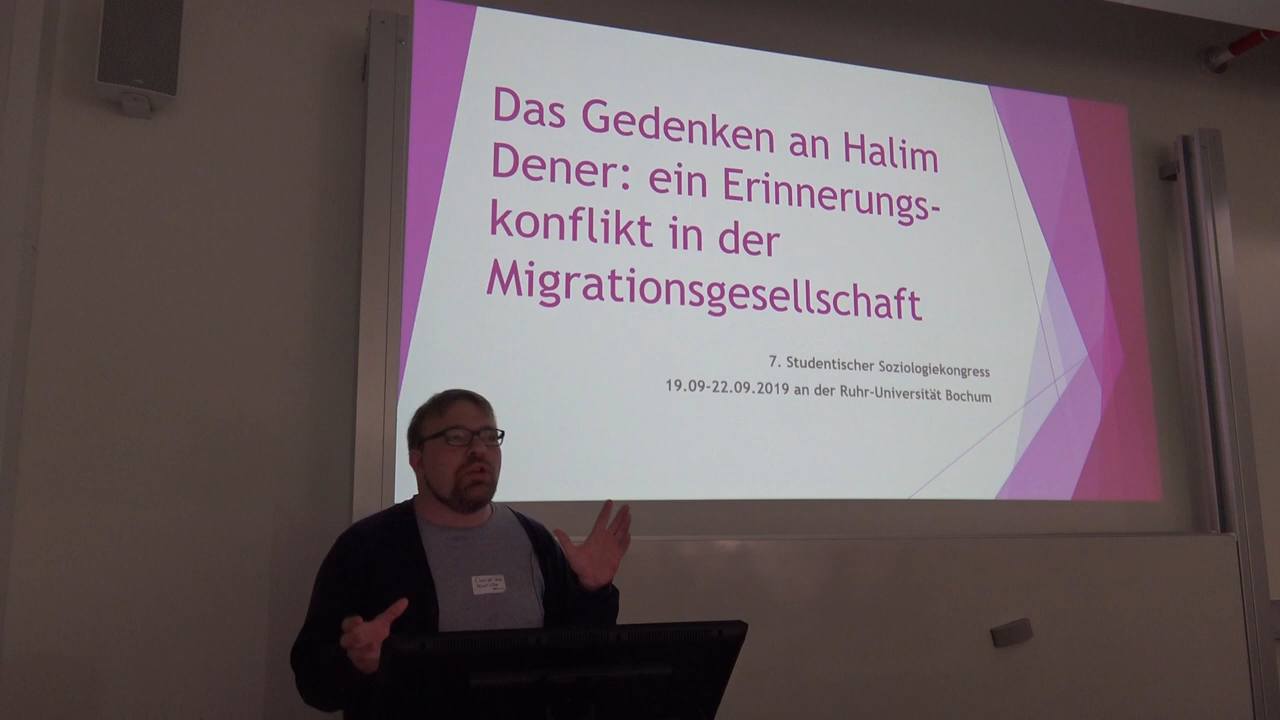 Das Gedenken an Halim
Dener: ein Erinnerungs-
konflikt in der
Migrationsgesellschaft
7. Studentischer Soziologiekongress
19.09-22.09.2019 an der Ruhr-Universität Bochum